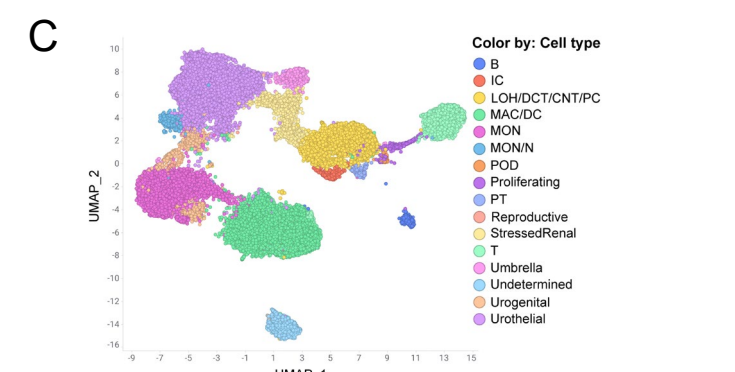 C
Color by: Cell type
B
IC
LOH/DCT/CNT/PC
MAC/DC
MON
MON/N
POD
Proliferating
PT
Reproductive
StressedRenal
T
Umbrella
Undetermined
Urogenital
Urothelial
UMAP_2
10
8
6
4
2
0
-2
-4
-6
-8
-10
-12
-14
-16
-9 -7 -5 -3 -1 1 3 5 7 9 11 13 15
UMAP_1